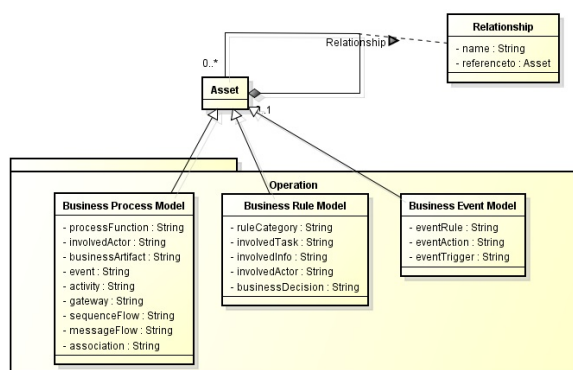 Relationship
- name : String
- referenceto : Asset
Relationship
0..*
Asset
1..1
Operation
Business Process Model
- processFunction : String
- involvedActor : String
- businessArtifact : String
- event : String
- activity : String
- gateway : String
- sequenceFlow : String
- messageFlow : String
- association : String
Business Rule Model
- ruleCategory : String
- involvedTask : String
- involvedInfo : String
- involvedActor : String
- businessDecision : String
Business Event Model
- eventRule : String
- eventAction : String
- eventTrigger : String